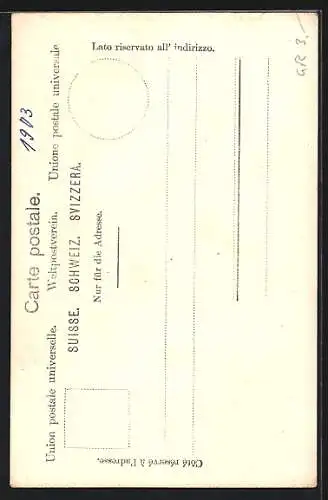 Carte postale.
Union postale universelle. Weltpostverein. Unione postale universale
SUISSE. SCHWEIZ. SVIZZERA.
Nur für die Adresse.
Côté réservé à l'adresse.
Lato riservato all' indirizzo.
1903
GR 3,-